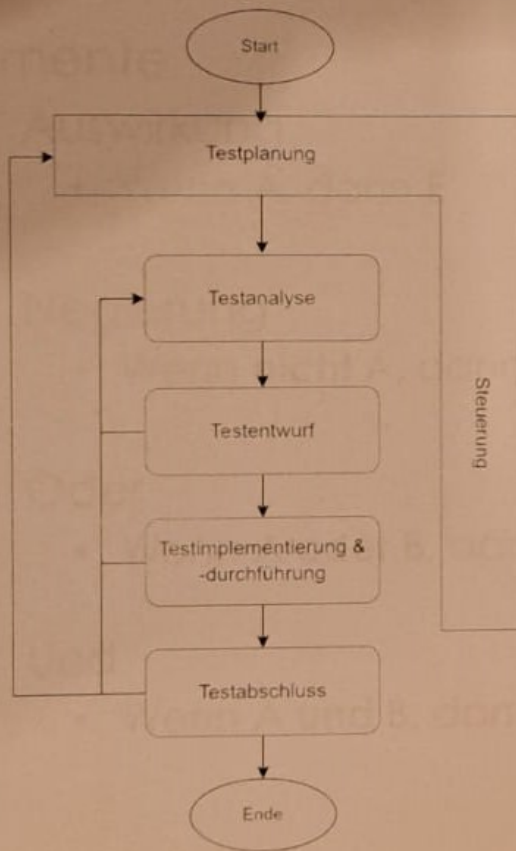 Start
Testplanung
Testanalyse
Steuerung
Testentwurf
Testimplementierung &
-durchführung
Testabschluss
Ende